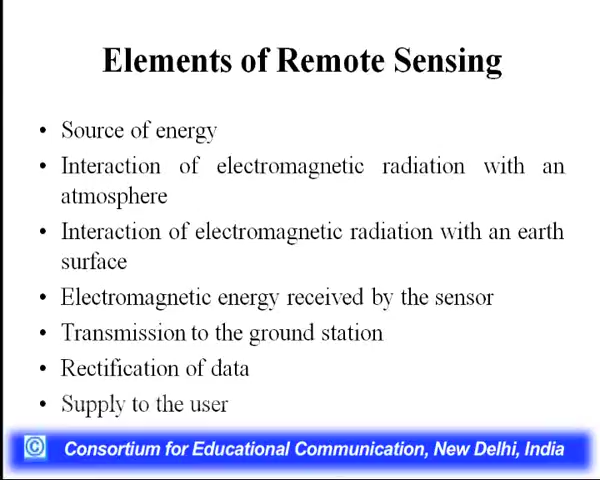 Elements of Remote Sensing
• Source of energy
• Interaction of electromagnetic radiation with an
atmosphere
• Interaction of electromagnetic radiation with an earth
surface
• Electromagnetic energy received by the sensor
• Transmission to the ground station
• Rectification of data
• Supply to the user
© Consortium for Educational Communication, New Delhi, India